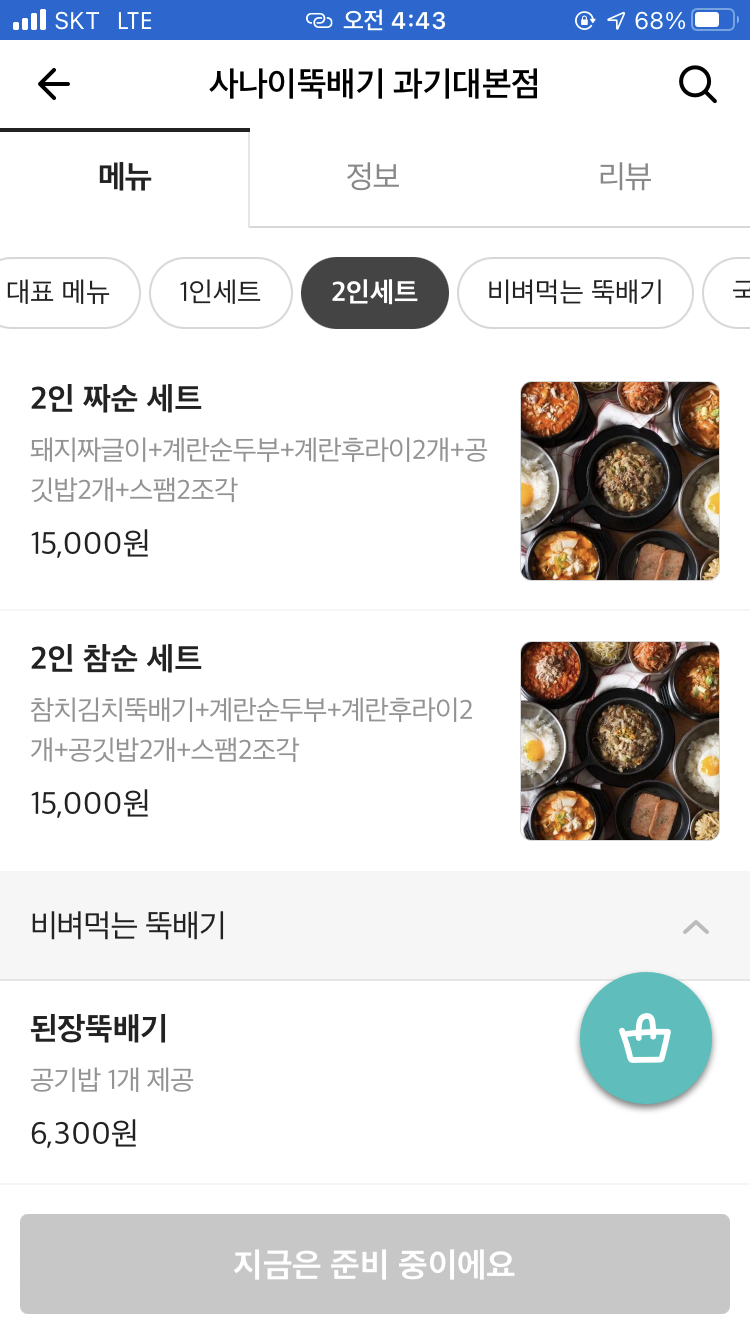 SKT LTE 오전 4:43 68%
사나이뚝배기 과기대본점
메뉴 정보 리뷰
대표 메뉴 1인세트 2인세트 비벼먹는 뚝배기 국
2인 짜순 세트
돼지짜글이+계란순두부+계란후라이2개+공
깃밥2개+스팸2조각
15,000원
2인 참순 세트
참치김치뚝배기+계란순두부+계란후라이2
개+공깃밥2개+스팸2조각
15,000원
비벼먹는 뚝배기
된장뚝배기
공기밥 1개 제공
6,300원
지금은 준비 중이에요